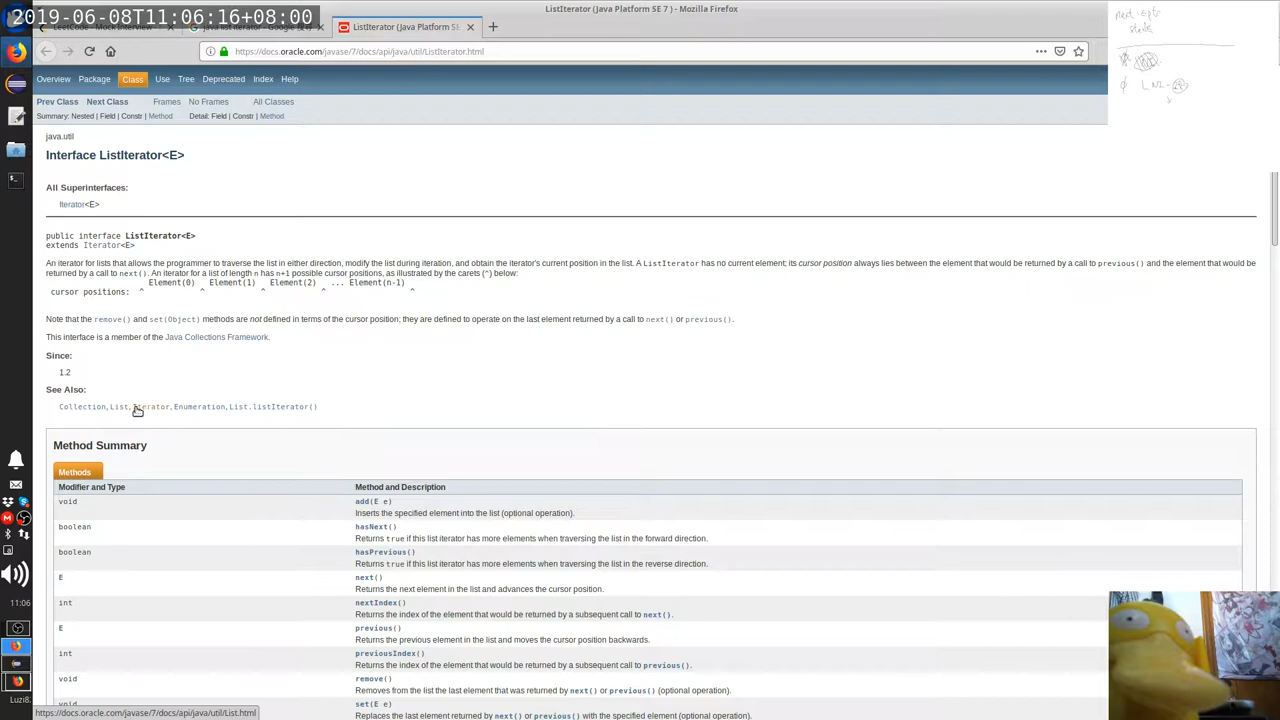 2019-06-08T11:06:16+08:00
ListIterator (Java Platform SE 7 ) - Mozilla Firefox
LeetCode - Mock Interview
java list iterator - Google
ListIterator (Java Platform SE
https://docs.oracle.com/javase/7/docs/api/java/util/ListIterator.html
Overview Package Class Use Tree Deprecated Index Help
Prev Class Next Class Frames No Frames All Classes
Summary: Nested | Field | Constr | Method Detail: Field | Constr | Method
java.util
Interface ListIterator<E>
All Superinterfaces:
Iterator<E>
public interface ListIterator<E>
extends Iterator<E>
An iterator for lists that allows the programmer to traverse the list in either direction, modify the list during iteration, and obtain the iterator's current position in the list. A ListIterator has no current element; its cursor position always lies between the element that would be returned by a call to previous() and the element that would be
returned by a call to next(). An iterator for a list of length n has n+1 possible cursor positions, as illustrated by the carets (^) below:
Element(0) Element(1) Element(2) ... Element(n-1)
cursor positions: ^ ^ ^ ^ ^
Note that the remove() and set(Object) methods are not defined in terms of the cursor position; they are defined to operate on the last element returned by a call to next() or previous().
This interface is a member of the Java Collections Framework.
Since:
1.2
See Also:
Collection, List, Iterator, Enumeration, List.listIterator()
Method Summary
Methods
Modifier and Type Method and Description
void add(E e)
Inserts the specified element into the list (optional operation).
boolean hasNext()
Returns true if this list iterator has more elements when traversing the list in the forward direction.
boolean hasPrevious()
Returns true if this list iterator has more elements when traversing the list in the reverse direction.
E next()
Returns the next element in the list and advances the cursor position.
int nextIndex()
Returns the index of the element that would be returned by a subsequent call to next().
E previous()
Returns the previous element in the list and moves the cursor position backwards.
int previousIndex()
Returns the index of the element that would be returned by a subsequent call to previous().
void remove()
Removes from the list the last element that was returned by next() or previous() (optional operation).
void set(E e)
Replaces the last element returned by next() or previous() with the specified element (optional operation).
11:06
Luzi8
https://docs.oracle.com/javase/7/docs/api/java/util/List.html